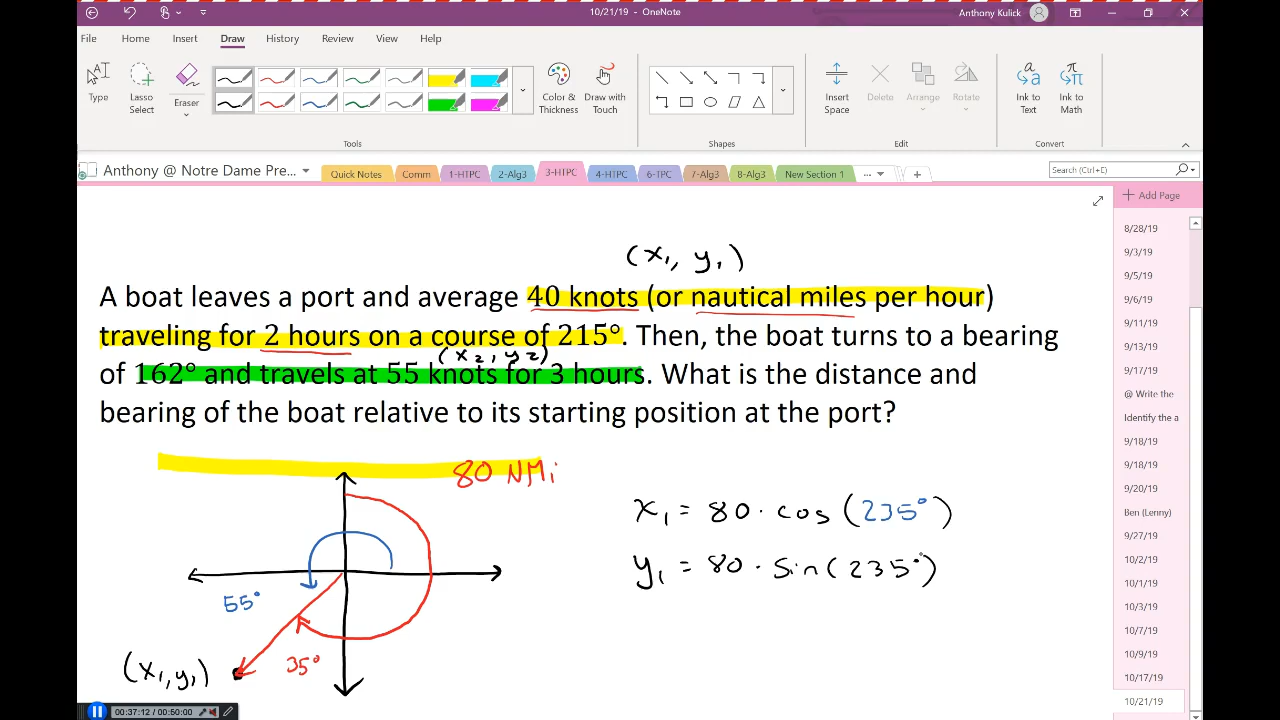 10/21/19 - OneNote
Anthony Kulick
File Home Insert Draw History Review View Help
Type
Lasso Select
Eraser
Color & Thickness
Draw with Touch
Insert Space
Delete
Arrange
Rotate
Ink to Text
Ink to Math
Tools
Shapes
Edit
Convert
Anthony @ Notre Dame Pre...
Quick Notes Comm 1-HTPC 2-Alg3 3-HTPC 4-HTPC 6-TPC 7-Alg3 8-Alg3 New Section 1 ... +
Search (Ctrl+E)
+ Add Page
8/28/19
9/3/19
9/5/19
9/6/19
9/11/19
9/13/19
9/17/19
@ Write the
Identify the a
9/18/19
9/18/19
9/20/19
Ben (Lenny)
9/27/19
10/2/19
10/1/19
10/3/19
10/7/19
10/9/19
10/17/19
10/21/19
(x₁, y₁)
A boat leaves a port and average 40 knots (or nautical miles per hour)
traveling for 2 hours on a course of 215°. Then, the boat turns to a bearing
(x₂, y₂)
of 162° and travels at 55 knots for 3 hours. What is the distance and
bearing of the boat relative to its starting position at the port?
80 NMi
x₁ = 80 · cos (235°)
y₁ = 80 · sin(235°)
55°
35°
(x₁, y₁)
00:37:12 / 00:50:00